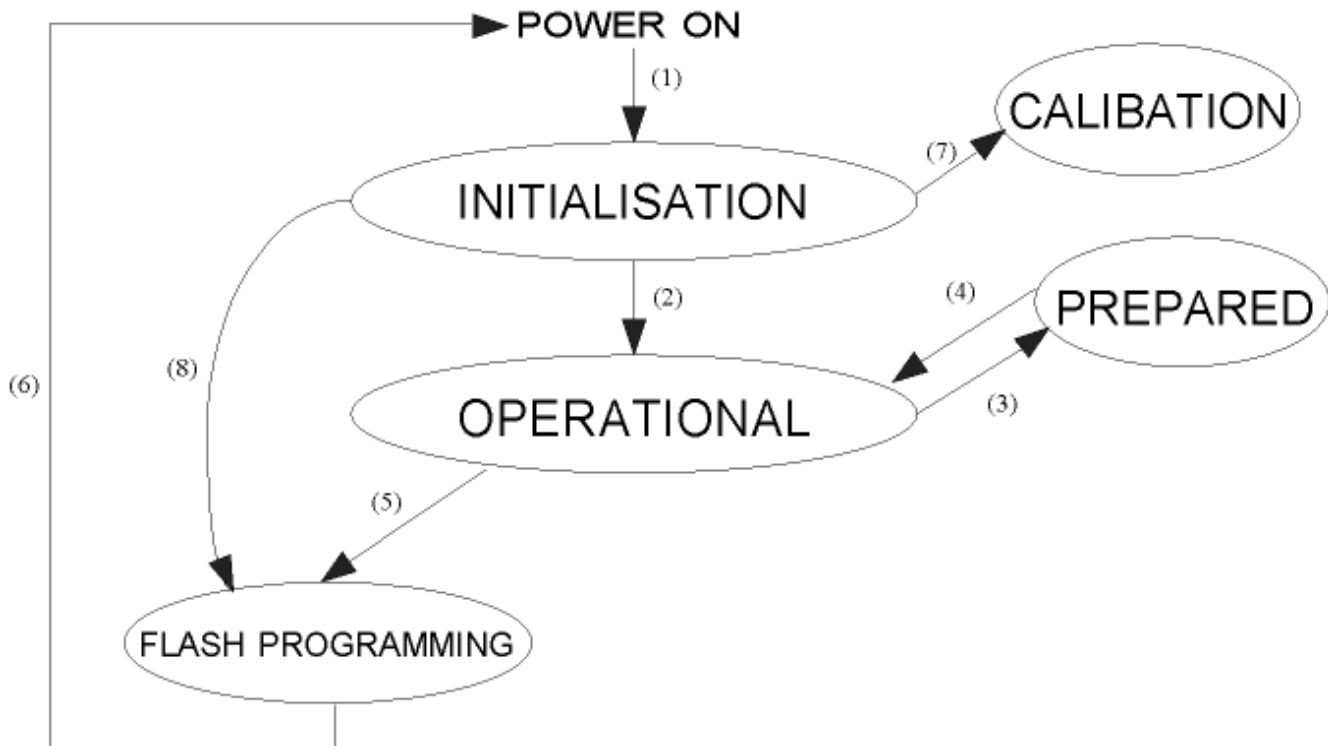 POWER ON
(1)
CALIBATION
(7)
INITIALISATION
(2)
(4)
PREPARED
(8)
(6)
(3)
OPERATIONAL
(5)
FLASH PROGRAMMING